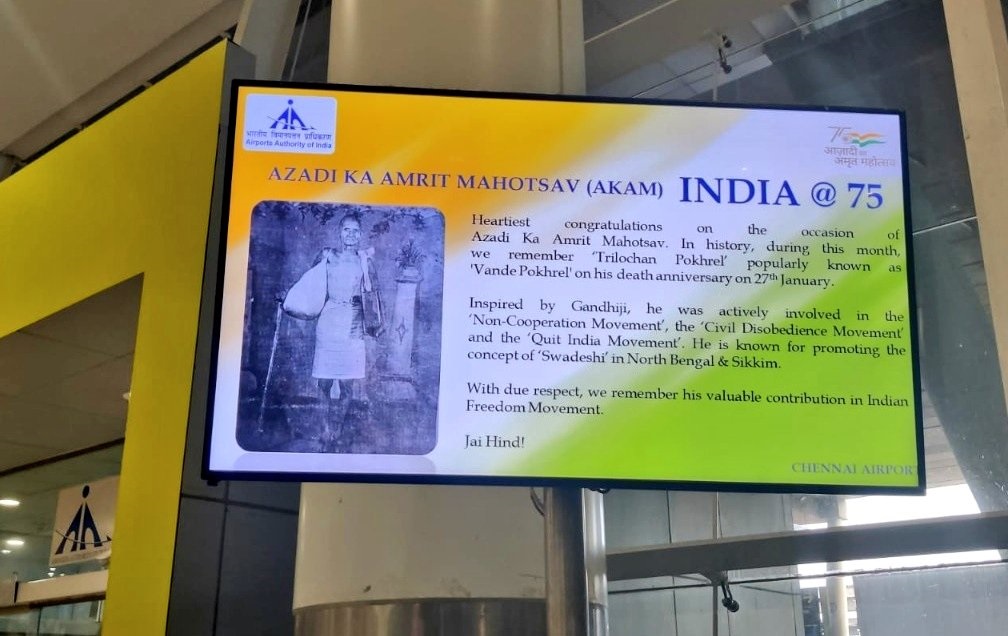 भारतीय विमानपत्तन प्राधिकरण
Airports Authority of India
75
आज़ादी का
अमृत महोत्सव
AZADI KA AMRIT MAHOTSAV (AKAM) INDIA @ 75
Heartiest congratulations on the occasion of
Azadi Ka Amrit Mahotsav. In history, during this month,
we remember 'Trilochan Pokhrel' popularly known as
'Vande Pokhrel' on his death anniversary on 27th January.
Inspired by Gandhiji, he was actively involved in the
'Non-Cooperation Movement', the 'Civil Disobedience Movement'
and the 'Quit India Movement'. He is known for promoting the
concept of 'Swadeshi' in North Bengal & Sikkim.
With due respect, we remember his valuable contribution in Indian
Freedom Movement.
Jai Hind!
CHENNAI AIRPORT